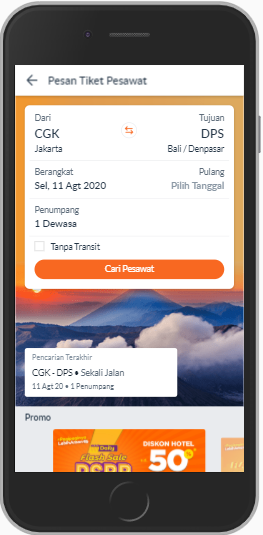 Pesan Tiket Pesawat
Dari Tujuan
CGK DPS
Jakarta Bali / Denpasar
Berangkat Pulang
Sel, 11 Agt 2020 Pilih Tanggal
Penumpang
1 Dewasa
Tanpa Transit
Cari Pesawat
Pencarian Terakhir
CGK - DPS • Sekali Jalan
11 Agt 20 • 1 Penumpang
Promo
Flash Sale
DISKON HOTEL
50%